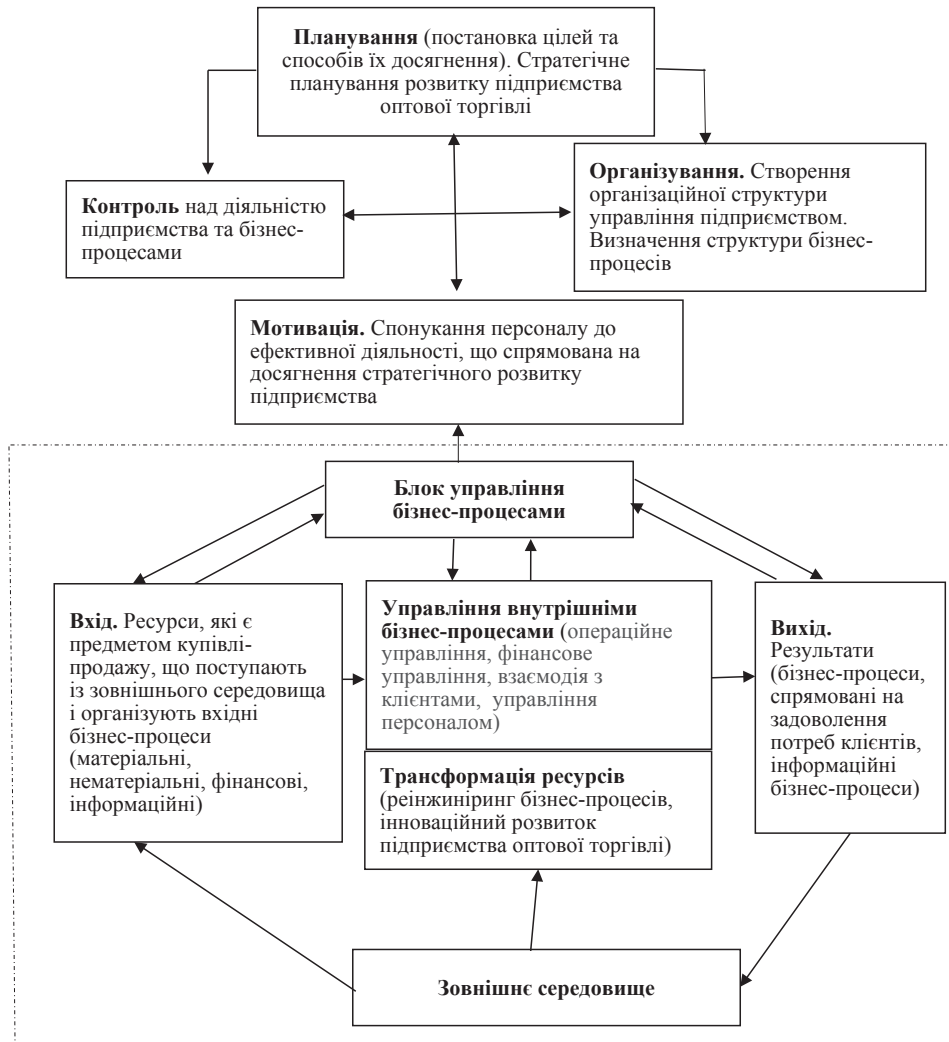 Планування (постановка цілей та
способів їх досягнення). Стратегічне
планування розвитку підприємства
оптової торгівлі
Контроль над діяльністю
підприємства та бізнес-
процесами
Організування. Створення
організаційної структури
управління підприємством.
Визначення структури бізнес-
процесів
Мотивація. Спонукання персоналу до
ефективної діяльності, що спрямована на
досягнення стратегічного розвитку
підприємства
Блок управління
бізнес-процесами
Вхід. Ресурси, які є
предметом купівлі-
продажу, що поступають
із зовнішнього середовища
і організують вхідні
бізнес-процеси
(матеріальні,
нематеріальні, фінансові,
інформаційні)
Управління внутрішніми
бізнес-процесами (операційне
управління, фінансове
управління, взаємодія з
клієнтами, управління
персоналом)
Трансформація ресурсів
(реінжиніринг бізнес-процесів,
інноваційний розвиток
підприємства оптової торгівлі)
Вихід.
Результати
(бізнес-процеси,
спрямовані на
задоволення
потреб клієнтів,
інформаційні
бізнес-процеси)
Зовнішнє середовище